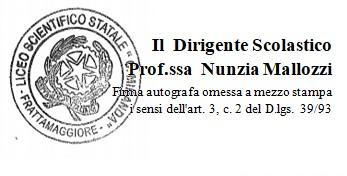 Il Dirigente Scolastico
Prof.ssa Nunzia Mallozzi
Firma autografa omessa a mezzo stampa
i sensi dell'art. 3, c. 2 del D.lgs. 39/93
LICEO SCIENTIFICO STATALE "MIRANDA"
- FRATTAMAGGIORE -